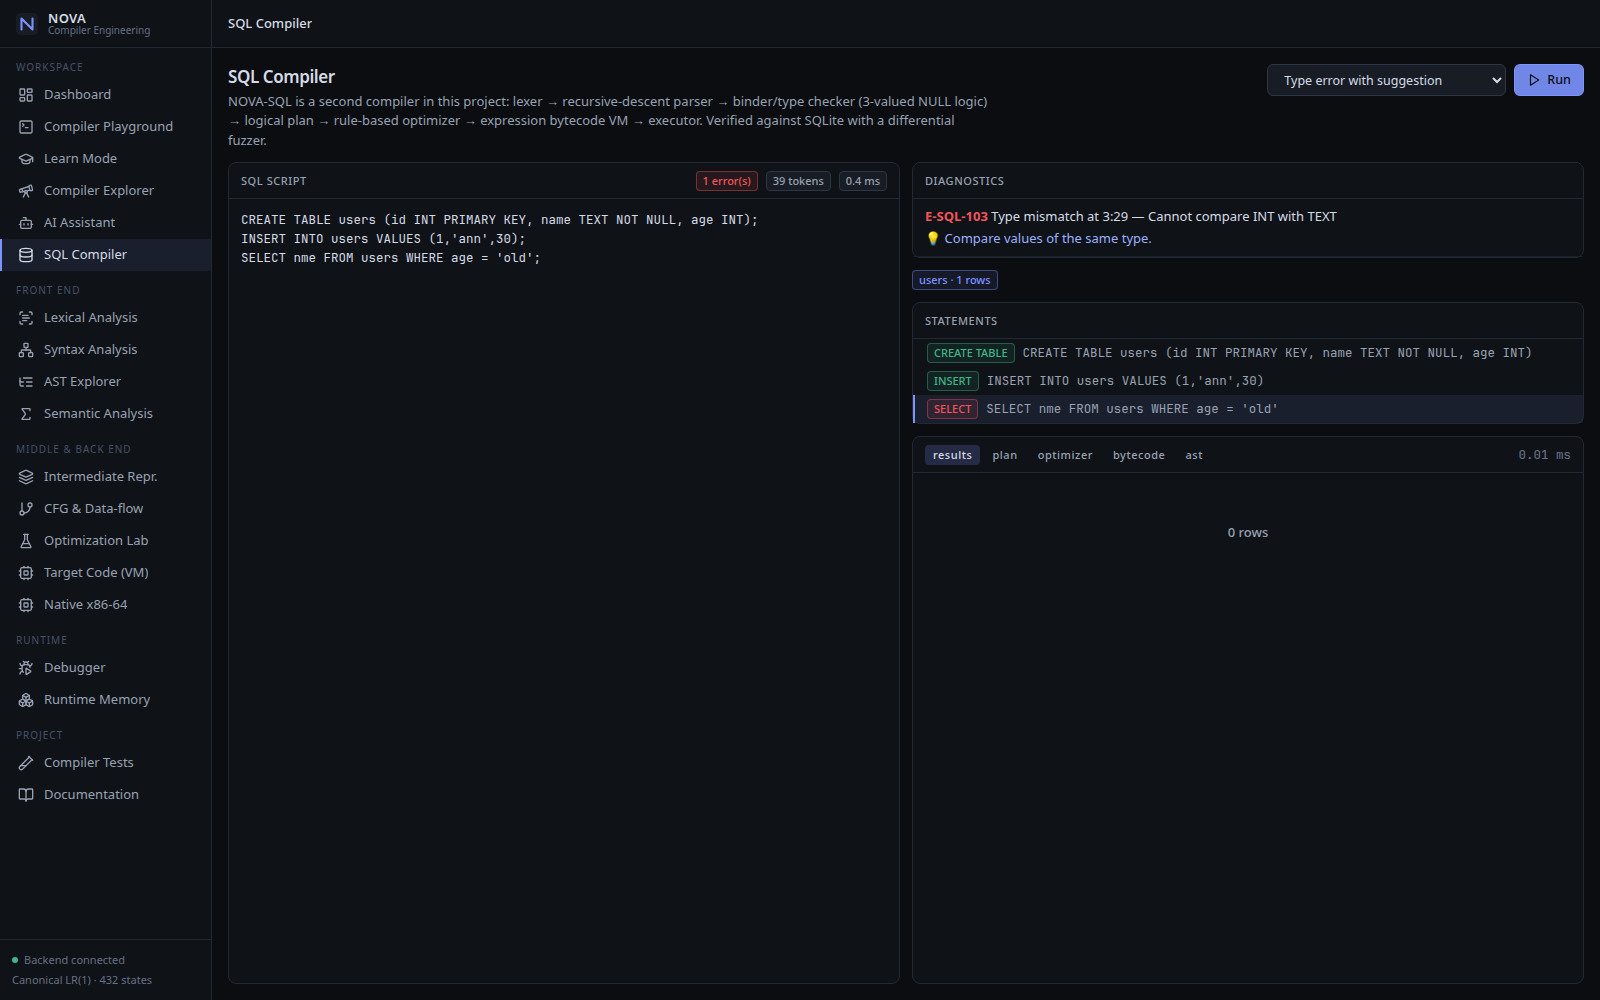 NOVA
Compiler Engineering
WORKSPACE
Dashboard
Compiler Playground
Learn Mode
Compiler Explorer
AI Assistant
SQL Compiler
FRONT END
Lexical Analysis
Syntax Analysis
AST Explorer
Semantic Analysis
MIDDLE & BACK END
Intermediate Repr.
CFG & Data-flow
Optimization Lab
Target Code (VM)
Native x86-64
RUNTIME
Debugger
Runtime Memory
PROJECT
Compiler Tests
Documentation
Backend connected
Canonical LR(1) · 432 states
SQL Compiler
SQL Compiler
NOVA-SQL is a second compiler in this project: lexer → recursive-descent parser → binder/type checker (3-valued NULL logic)
→ logical plan → rule-based optimizer → expression bytecode VM → executor. Verified against SQLite with a differential
fuzzer.
Type error with suggestion
Run
SQL SCRIPT
1 error(s)
39 tokens
0.4 ms
CREATE TABLE users (id INT PRIMARY KEY, name TEXT NOT NULL, age INT);
INSERT INTO users VALUES (1,'ann',30);
SELECT nme FROM users WHERE age = 'old';
DIAGNOSTICS
E-SQL-103 Type mismatch at 3:29 — Cannot compare INT with TEXT
💡 Compare values of the same type.
users · 1 rows
STATEMENTS
CREATE TABLE CREATE TABLE users (id INT PRIMARY KEY, name TEXT NOT NULL, age INT)
INSERT INSERT INTO users VALUES (1,'ann',30)
SELECT SELECT nme FROM users WHERE age = 'old'
results plan optimizer bytecode ast 0.01 ms
0 rows